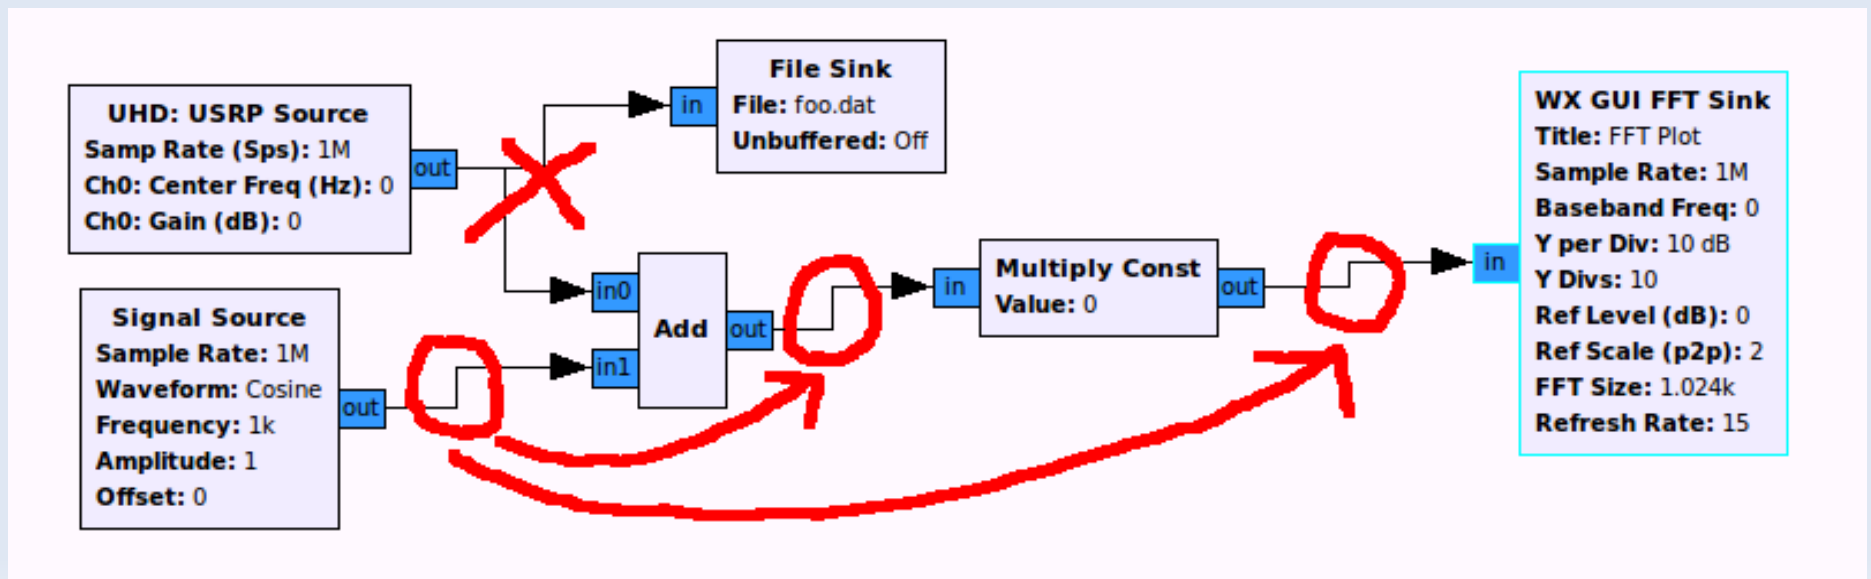 UHD: USRP Source
Samp Rate (Sps): 1M
Ch0: Center Freq (Hz): 0
Ch0: Gain (dB): 0
out
in
File Sink
File: foo.dat
Unbuffered: Off
Signal Source
Sample Rate: 1M
Waveform: Cosine
Frequency: 1k
Amplitude: 1
Offset: 0
out
in0
in1
Add
out
in
Multiply Const
Value: 0
out
in
WX GUI FFT Sink
Title: FFT Plot
Sample Rate: 1M
Baseband Freq: 0
Y per Div: 10 dB
Y Divs: 10
Ref Level (dB): 0
Ref Scale (p2p): 2
FFT Size: 1.024k
Refresh Rate: 15